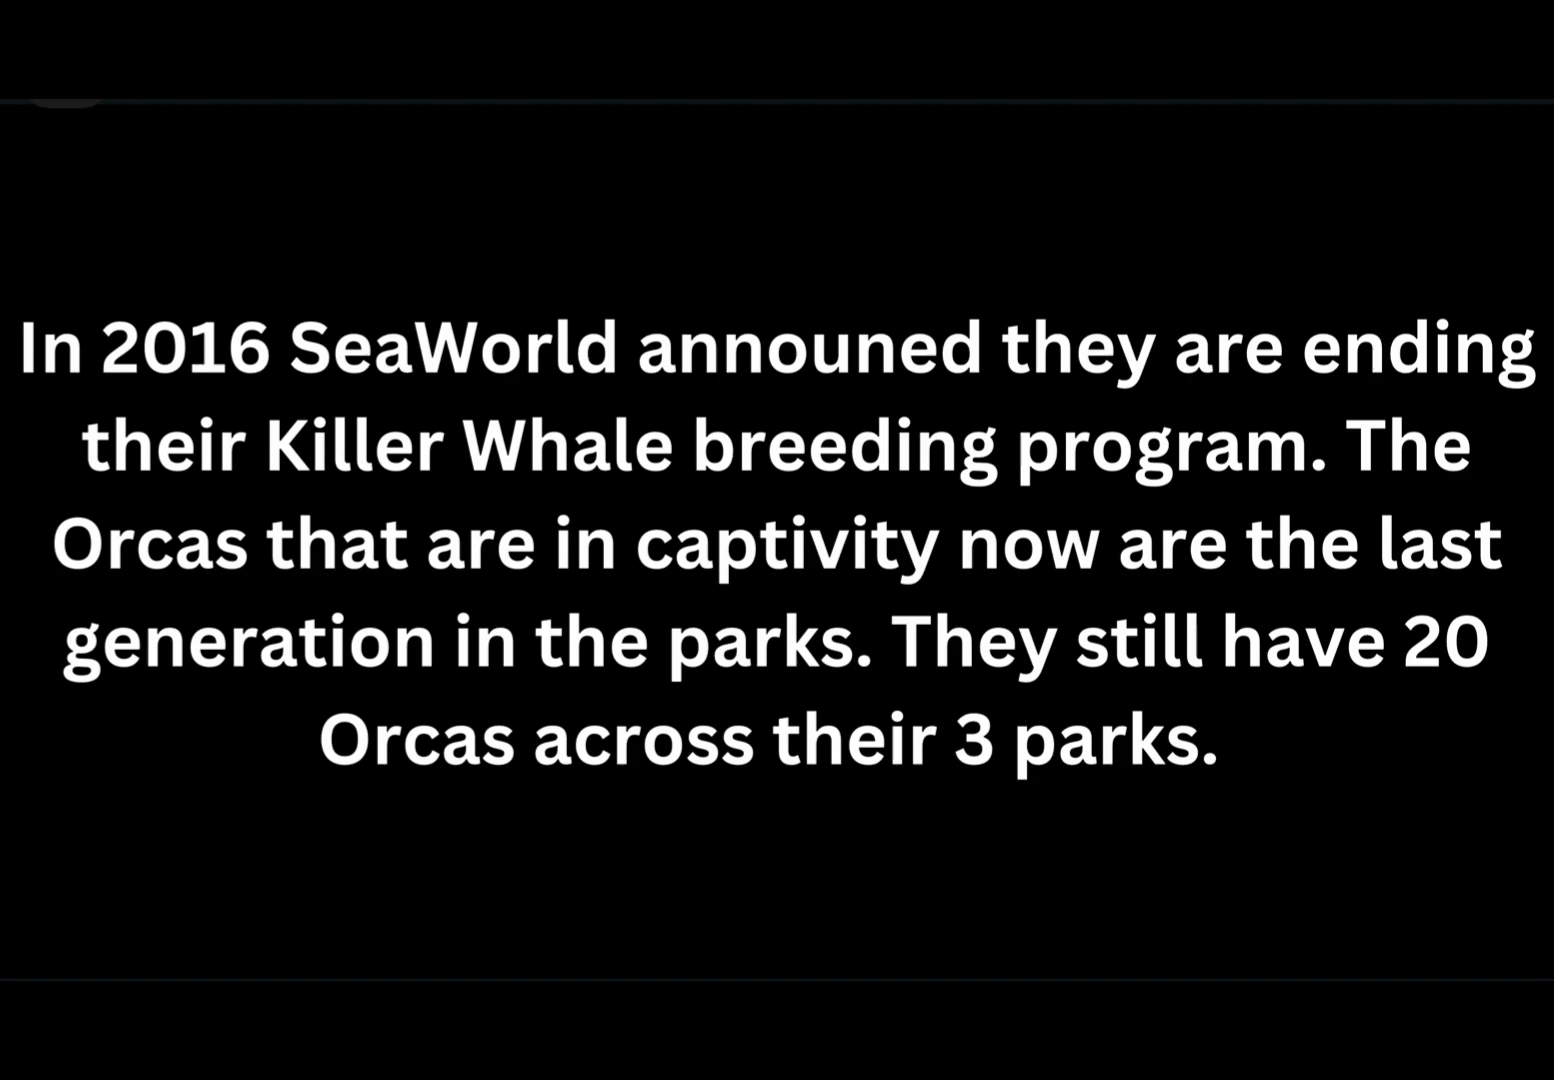 In 2016 SeaWorld announed they are ending
their Killer Whale breeding program. The
Orcas that are in captivity now are the last
generation in the parks. They still have 20
Orcas across their 3 parks.